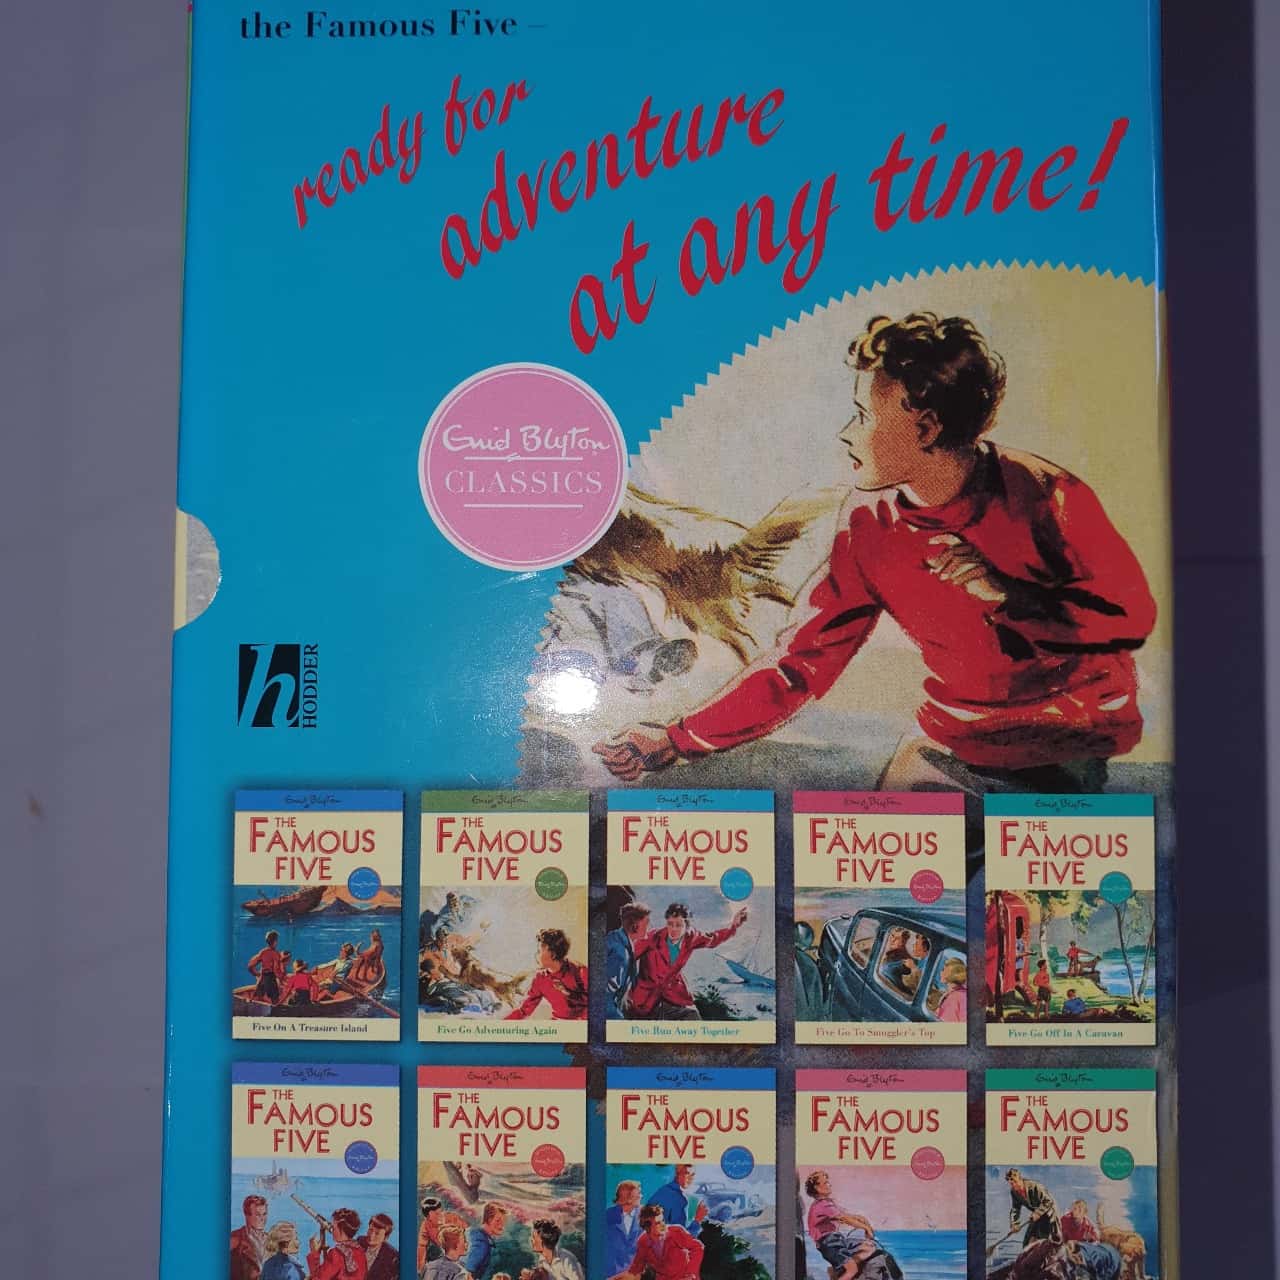 the Famous Five –
ready for
adventure
at any time!
Enid Blyton
CLASSICS
h
HODDER
Enid Blyton
THE
FAMOUS
FIVE
Five On A Treasure Island
Enid Blyton
THE
FAMOUS
FIVE
Five Go Adventuring Again
Enid Blyton
THE
FAMOUS
FIVE
Five Run Away Together
Enid Blyton
THE
FAMOUS
FIVE
Five Go To Smuggler's Top
Enid Blyton
THE
FAMOUS
FIVE
Five Go Off In A Caravan
Enid Blyton
THE
FAMOUS
FIVE
Enid Blyton
THE
FAMOUS
FIVE
Enid Blyton
THE
FAMOUS
FIVE
Enid Blyton
THE
FAMOUS
FIVE
Enid Blyton
THE
FAMOUS
FIVE